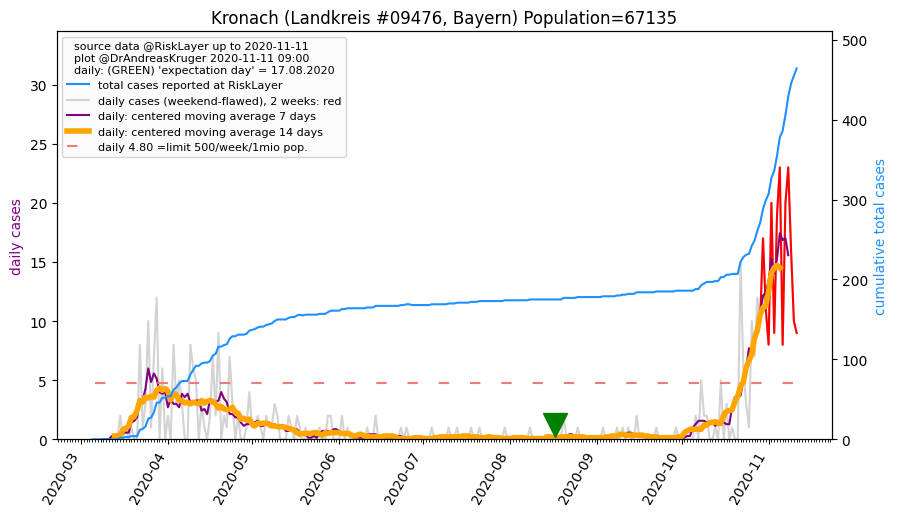 Kronach (Landkreis #09476, Bayern) Population=67135
source data @RiskLayer up to 2020-11-11
plot @DrAndreasKruger 2020-11-11 09:00
daily: (GREEN) 'expectation day' = 17.08.2020
total cases reported at RiskLayer
daily cases (weekend-flawed), 2 weeks: red
daily: centered moving average 7 days
daily: centered moving average 14 days
daily 4.80 =limit 500/week/1mio pop.
daily cases
30
25
20
15
10
5
0
cumulative total cases
500
400
300
200
100
0
2020-03
2020-04
2020-05
2020-06
2020-07
2020-08
2020-09
2020-10
2020-11